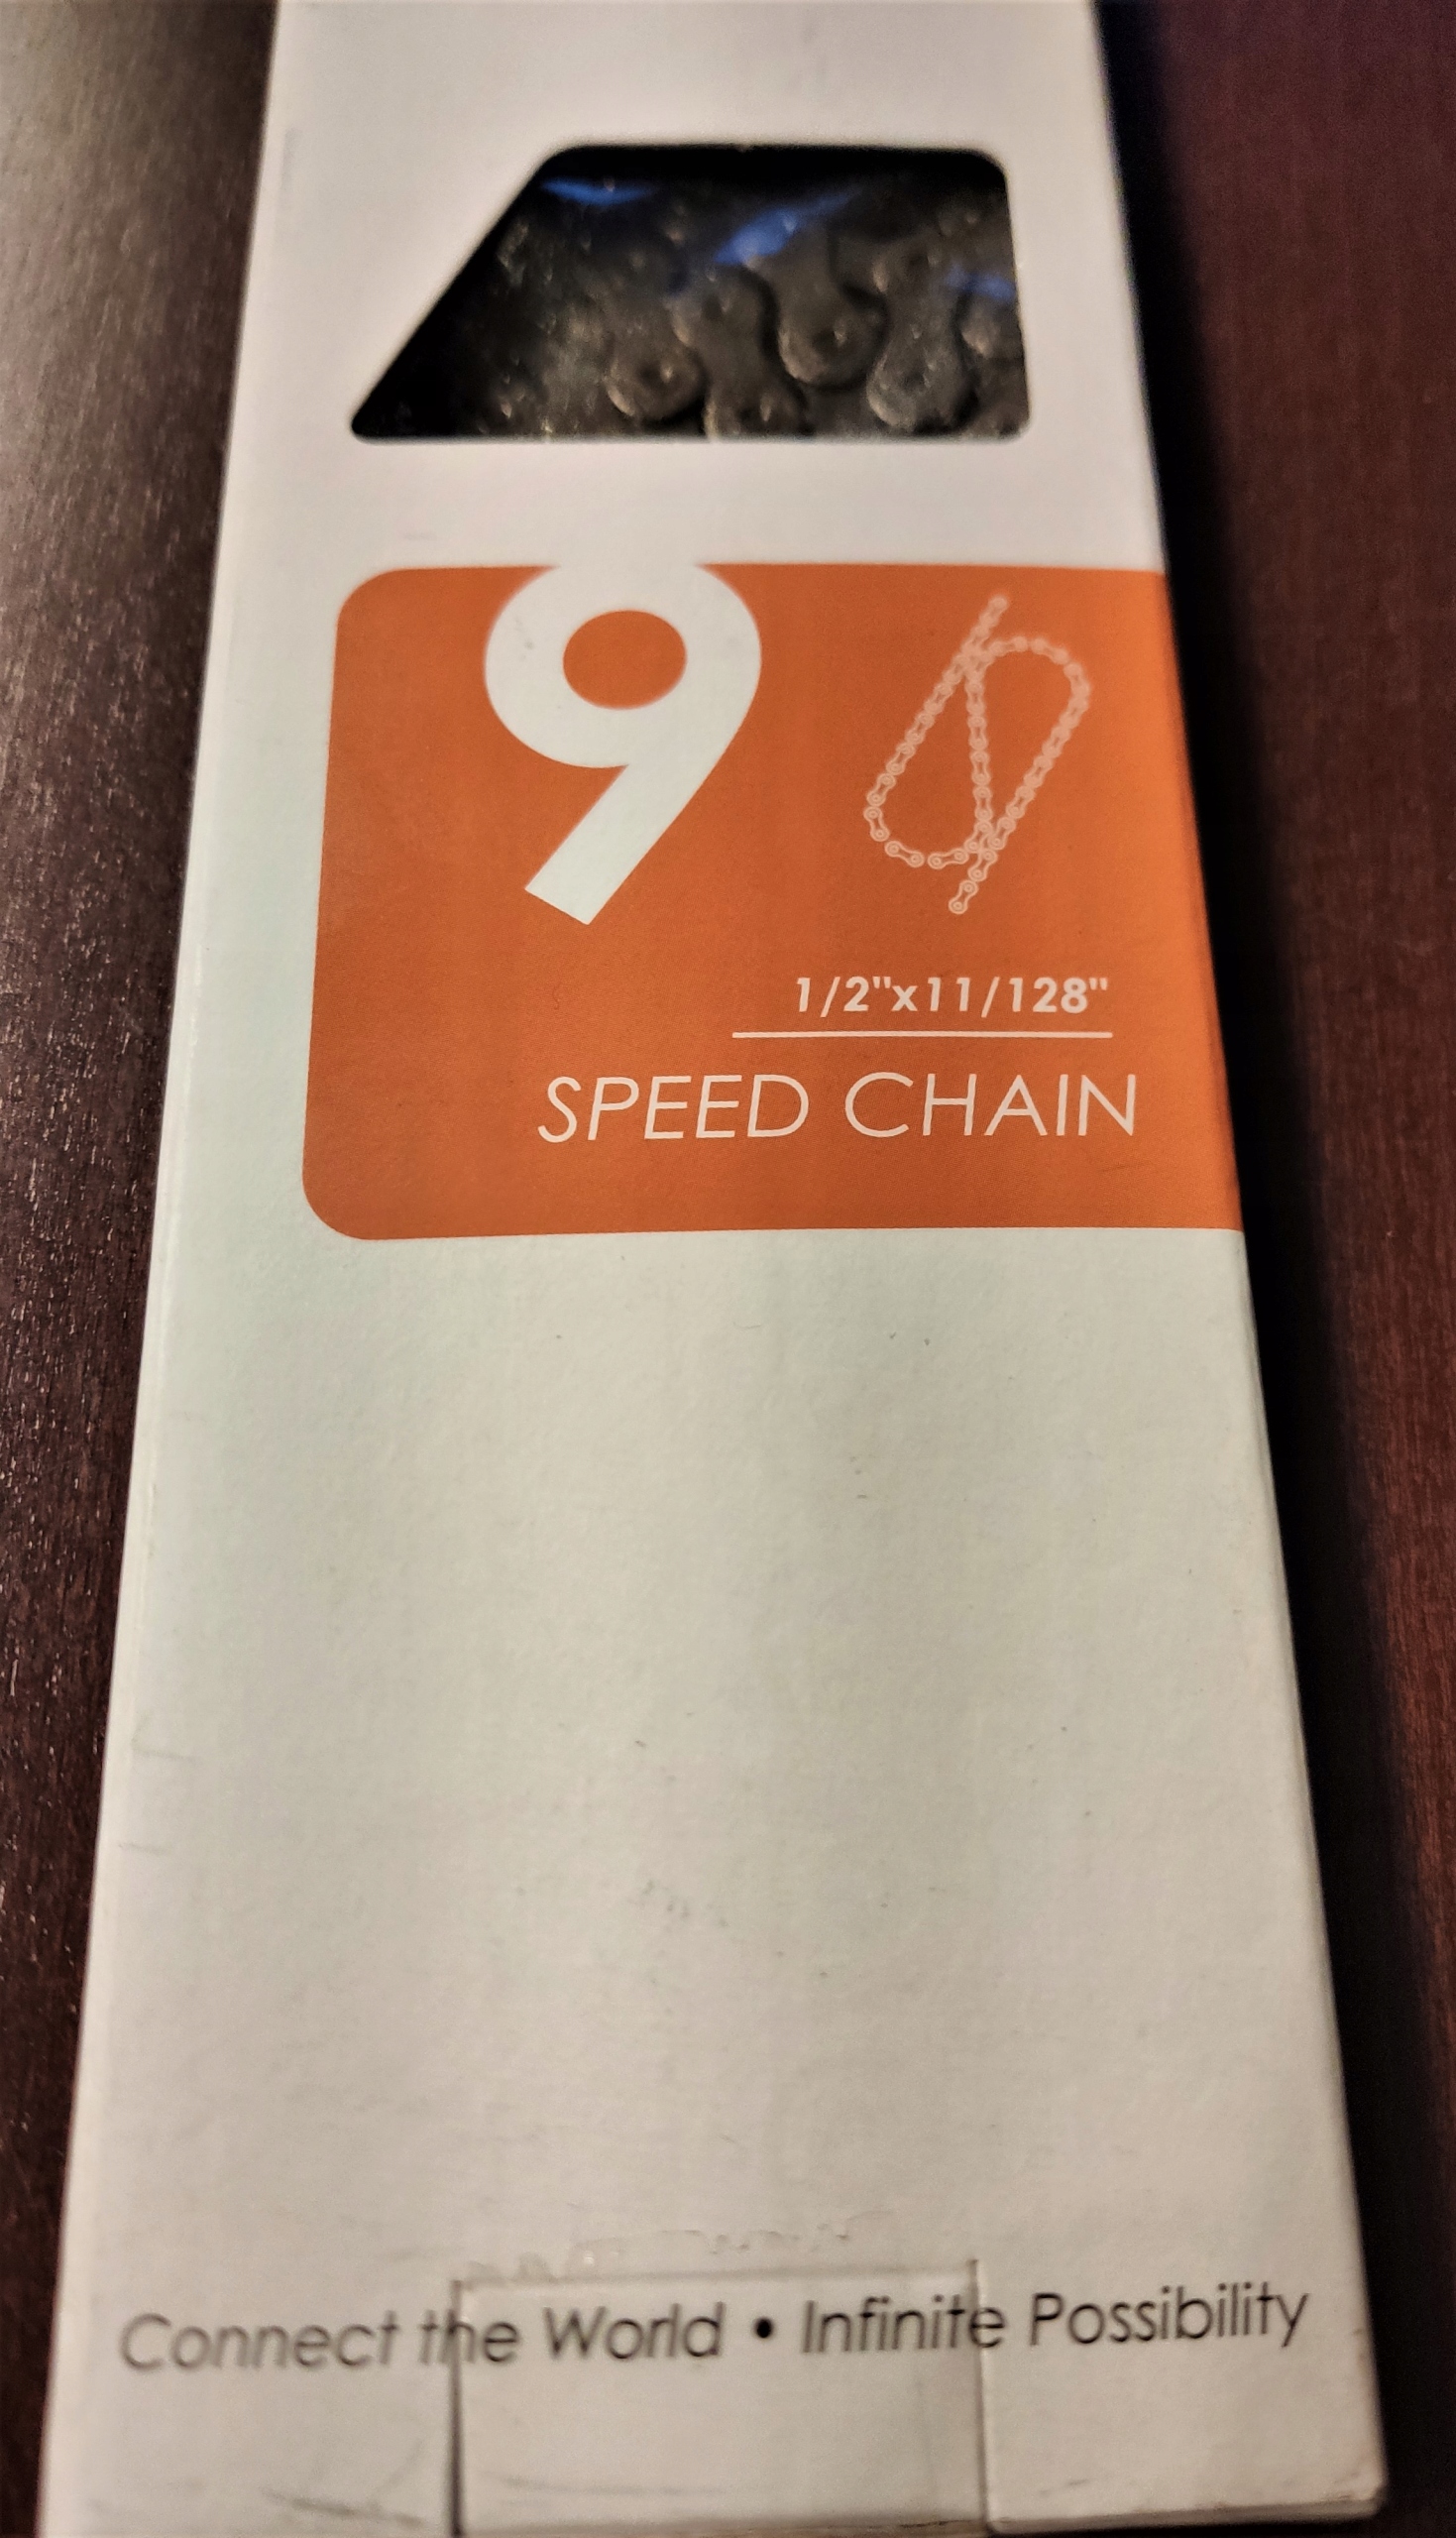 9
1/2"x11/128"
SPEED CHAIN
Connect the World • Infinite Possibility